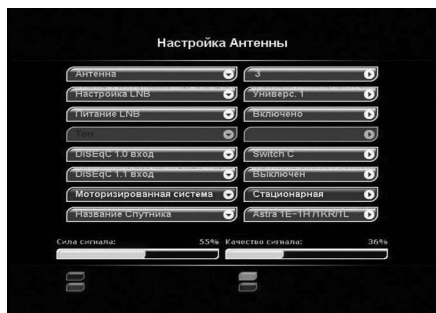 Настройка Антенны
Антенна 3
Настройка LNB Универс. 1
Питание LNB Включено
Тон
DiSEqC 1.0 вход Switch C
DiSEqC 1.1 вход Выключен
Моторизированная система Стационарная
Название Спутника
Сила сигнала: 55% Качество сигнала: 36%